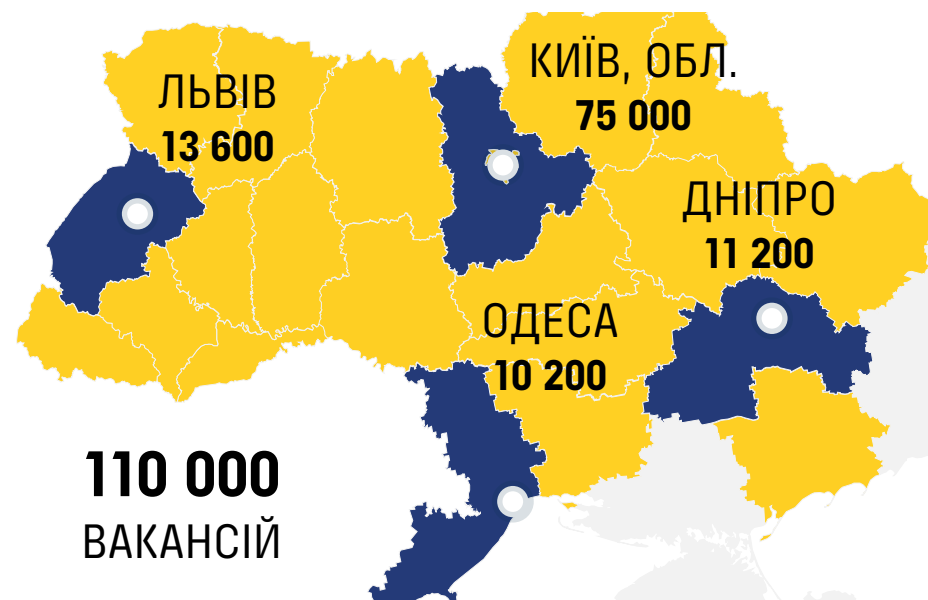 ЛЬВІВ
13 600
КИЇВ, ОБЛ.
75 000
ДНІПРО
11 200
ОДЕСА
10 200
110 000
ВАКАНСІЙ